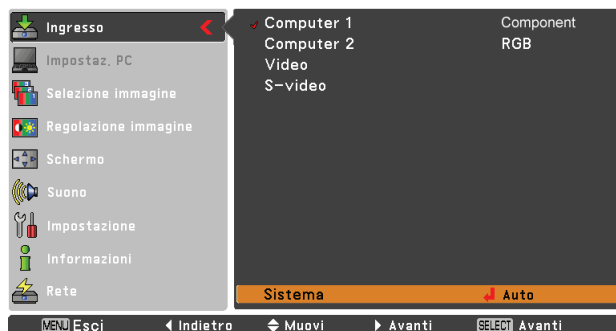 Ingresso
Impostaz. PC
Selezione immagine
Regolazione immagine
Schermo
Suono
Impostazione
Informazioni
Rete
Computer 1 Component
Computer 2 RGB
Video
S-video
Sistema Auto
MENU Esci Indietro Muovi Avanti SELECT Avanti